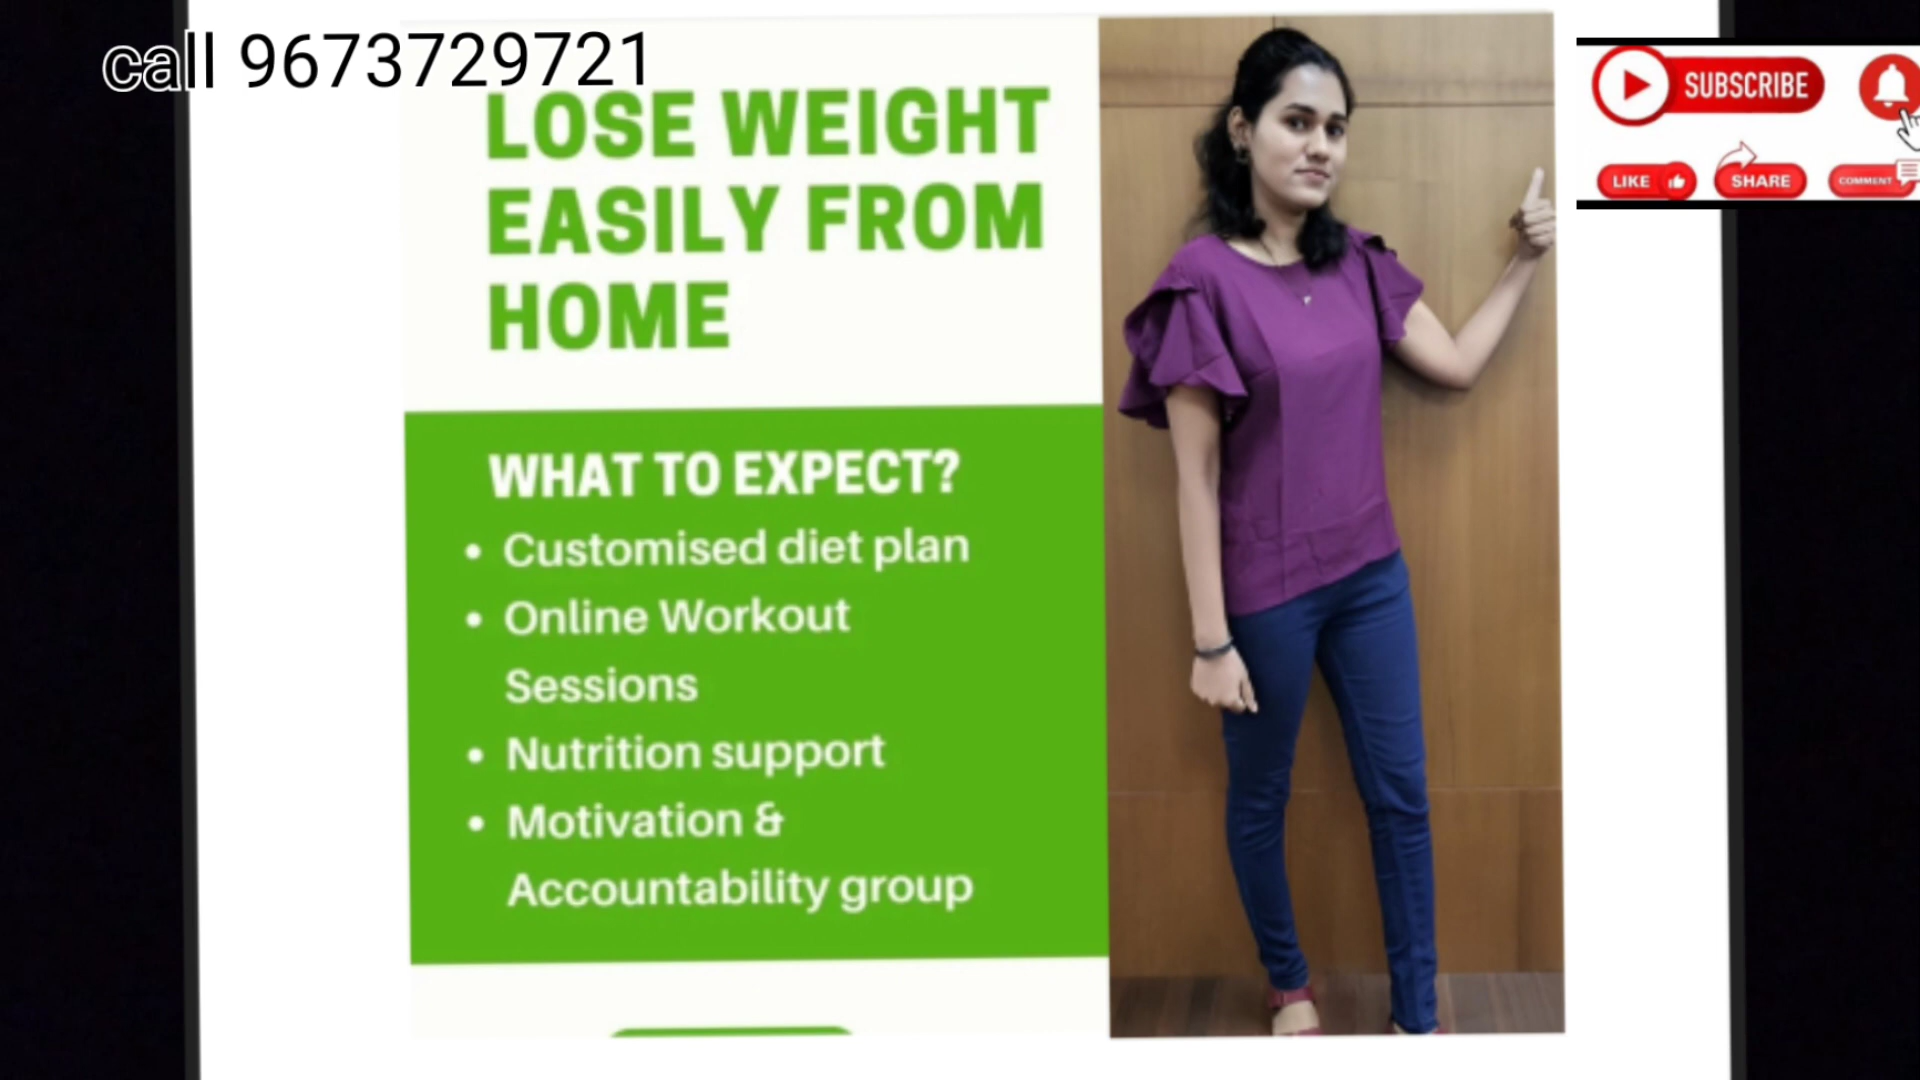 call 9673729721
LOSE WEIGHT
EASILY FROM
HOME
WHAT TO EXPECT?
• Customised diet plan
• Online Workout
Sessions
• Nutrition support
• Motivation &
Accountability group
SUBSCRIBE
LIKE
SHARE
COMMENT